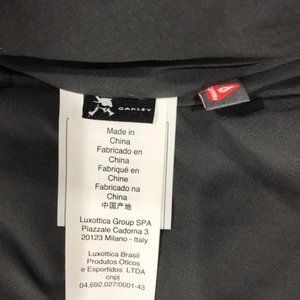 OAKLEY
Made in
China
Fabricado en
China
Fabriqué en
Chine
Fabricado na
China
中国产地
Luxottica Group SPA
Piazzale Cadorna 3
20123 Milano - Italy
Luxottica Brasil
Produtos Oticos
e Esportidos LTDA
cnpj
04.692.027/0001-43